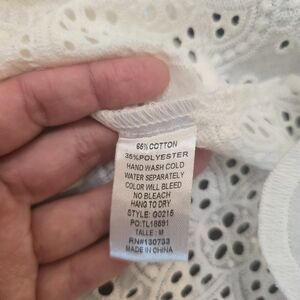 65% COTTON
35% POLYESTER
HAND WASH COLD
WATER SEPARATELY
COLOR WILL BLEED
NO BLEACH
HANG TO DRY
STYLE: G0215
PO:TL18691
TALLE : M
RN#130733
MADE IN CHINA